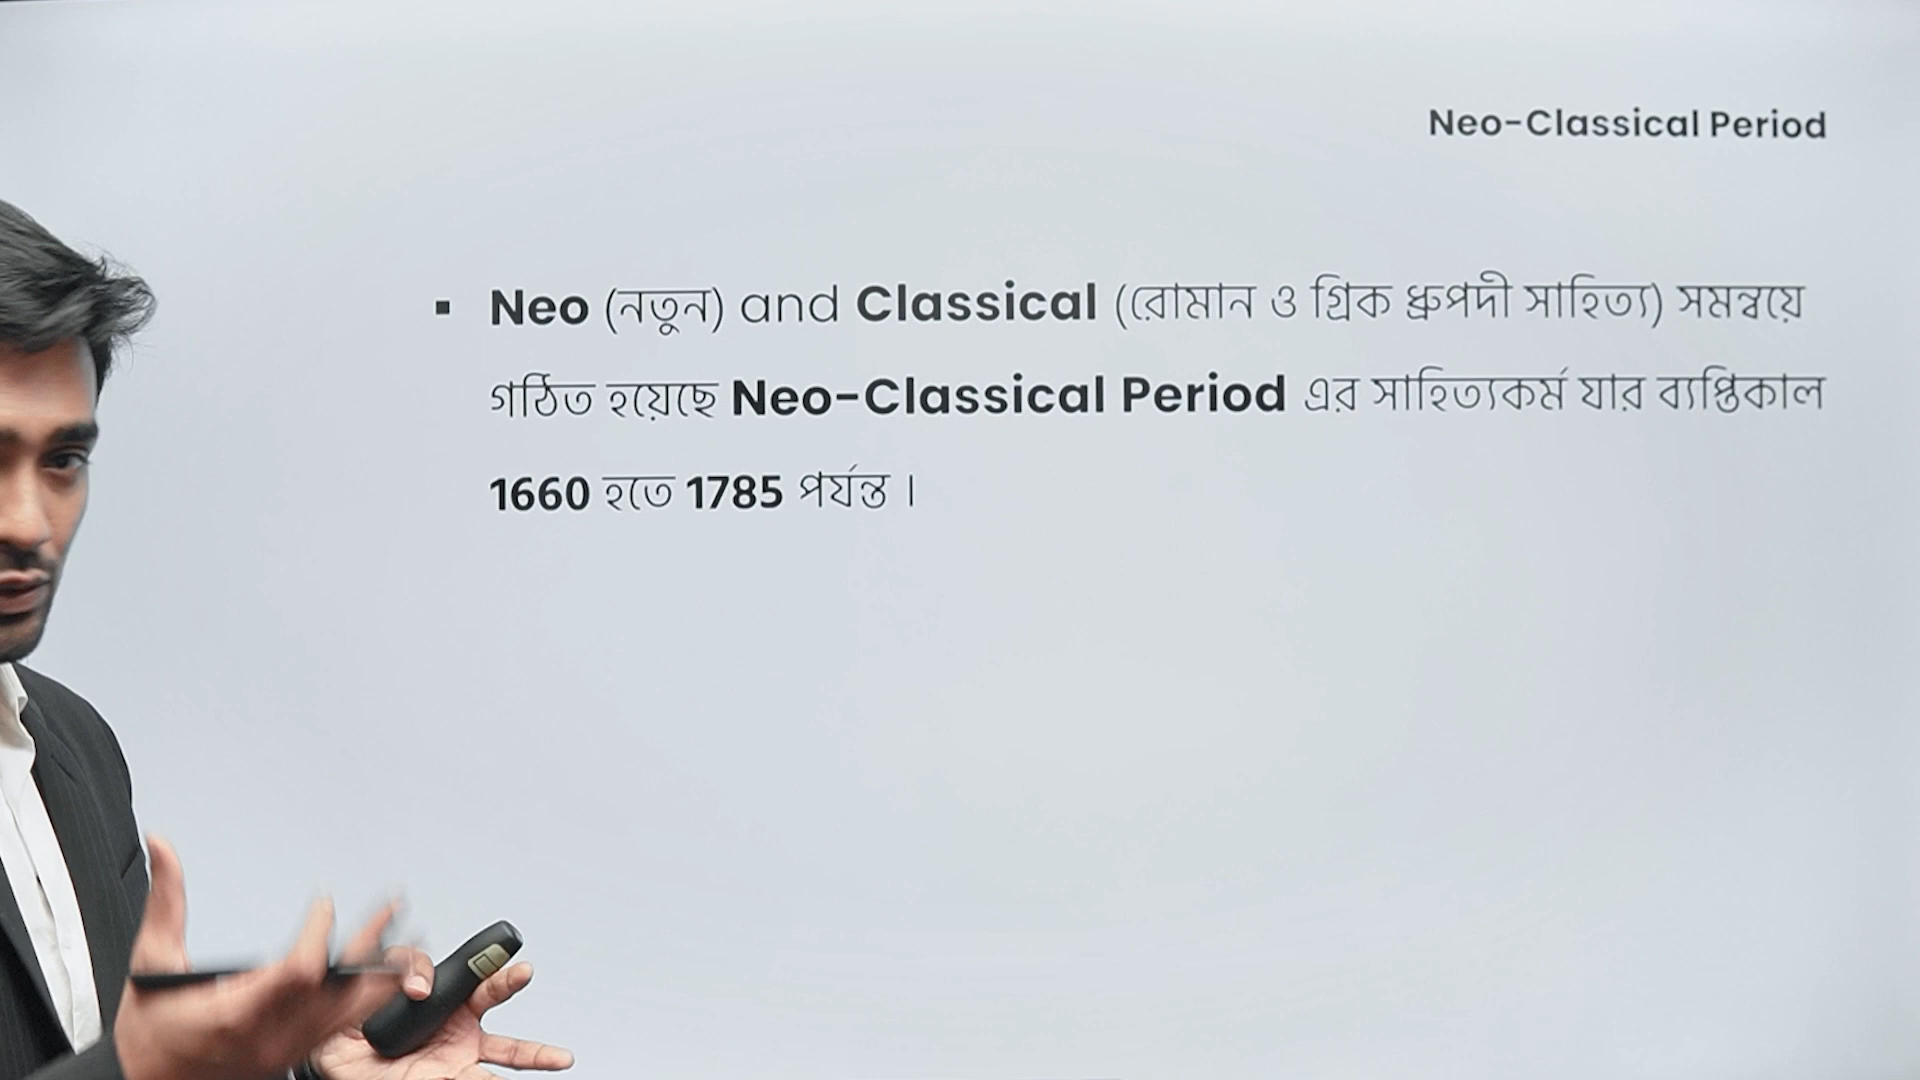 Neo-Classical Period
▪ Neo (নতুন) and Classical (রোমান ও গ্রিক ধ্রুপদী সাহিত্য) সমন্বয়ে
গঠিত হয়েছে Neo-Classical Period এর সাহিত্যকর্ম যার ব্যপ্তিকাল
1660 হতে 1785 পর্যন্ত ।